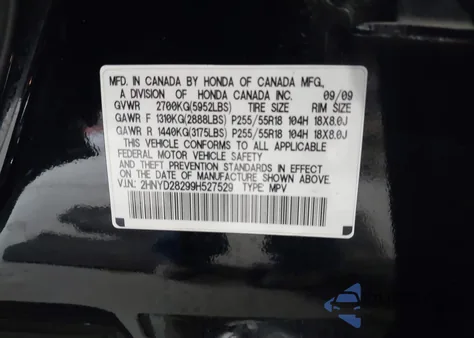 MFD. IN CANADA BY HONDA OF CANADA MFG.,
A DIVISION OF HONDA CANADA INC. 09/09
GVWR 2700KG(5952LBS) TIRE SIZE RIM SIZE
GAWR F 1310KG(2888LBS) P255/55R18 104H 18X8.0J
GAWR R 1440KG(3175LBS) P255/55R18 104H 18X8.0J
THIS VEHICLE CONFORMS TO ALL APPLICABLE
FEDERAL MOTOR VEHICLE SAFETY
AND THEFT PREVENTION STANDARDS IN EFFECT
ON THE DATE OF MANUFACTURE SHOWN ABOVE.
V.I.N: 2HNYD28299H527529 TYPE MPV